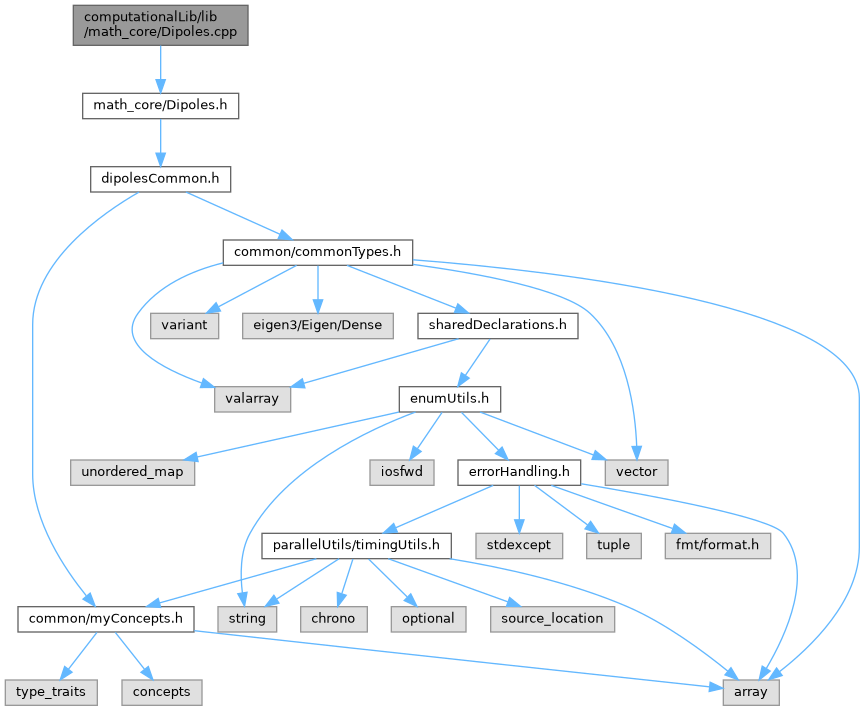 computationalLib/lib
/math_core/Dipoles.cpp
math_core/Dipoles.h
dipolesCommon.h
common/commonTypes.h
variant
eigen3/Eigen/Dense
sharedDeclarations.h
valarray
enumUtils.h
unordered_map
iosfwd
errorHandling.h
vector
parallelUtils/timingUtils.h
stdexcept
tuple
fmt/format.h
common/myConcepts.h
string
chrono
optional
source_location
type_traits
concepts
array